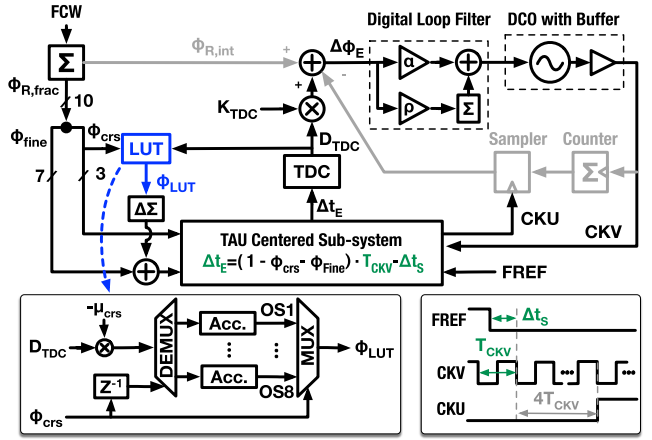 FCW
Digital Loop Filter
DCO with Buffer
Σ
Φ_R,int
+
-
+
Δϕ_E
α
ρ
+
Σ
Φ_R,frac
10
K_TDC
×
Φ_fine
Φ_crs
LUT
D_TDC
Sampler
Counter
Σ
7
3
Φ_LUT
TDC
ΔΣ
Δt_E
CKU
CKV
TAU Centered Sub-system
Δt_E=(1 - Φ_crs- Φ_Fine) · T_CKV-Δt_S
+
FREF
-μ_crs
D_TDC
×
DEMUX
Acc.
OS1
MUX
Φ_LUT
Acc.
OS8
Z^-1
Φ_crs
FREF
Δt_S
T_CKV
CKV
4T_CKV
CKU